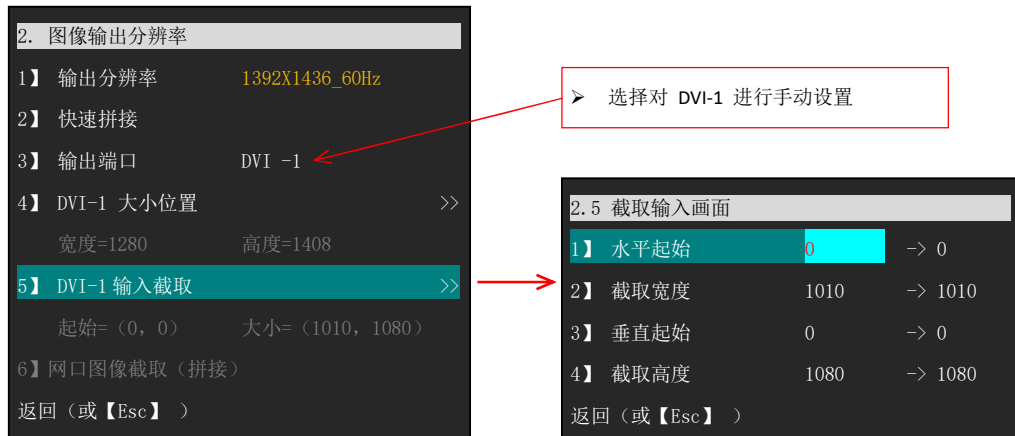 2. 图像输出分辨率
1】 输出分辨率 1392X1436_60Hz
2】 快速拼接
3】 输出端口 DVI -1
4】 DVI-1 大小位置 >>
宽度=1280 高度=1408
5】 DVI-1 输入截取 >>
起始=（0，0） 大小=（1010，1080）
6】网口图像截取（拼接）
返回（或【Esc】 ）
➢ 选择对 DVI-1 进行手动设置
2.5 截取输入画面
1】 水平起始 0 -> 0
2】 截取宽度 1010 -> 1010
3】 垂直起始 0 -> 0
4】 截取高度 1080 -> 1080
返回（或【Esc】 ）